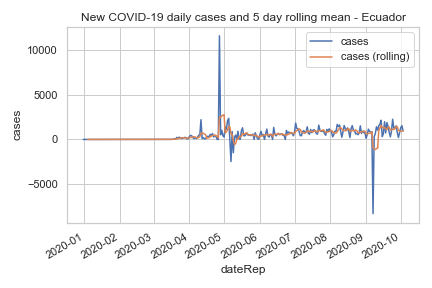 New COVID-19 daily cases and 5 day rolling mean - Ecuador
cases
cases (rolling)
10000
5000
0
−5000
cases
2020-01
2020-02
2020-03
2020-04
2020-05
2020-06
2020-07
2020-08
2020-09
2020-10
dateRep